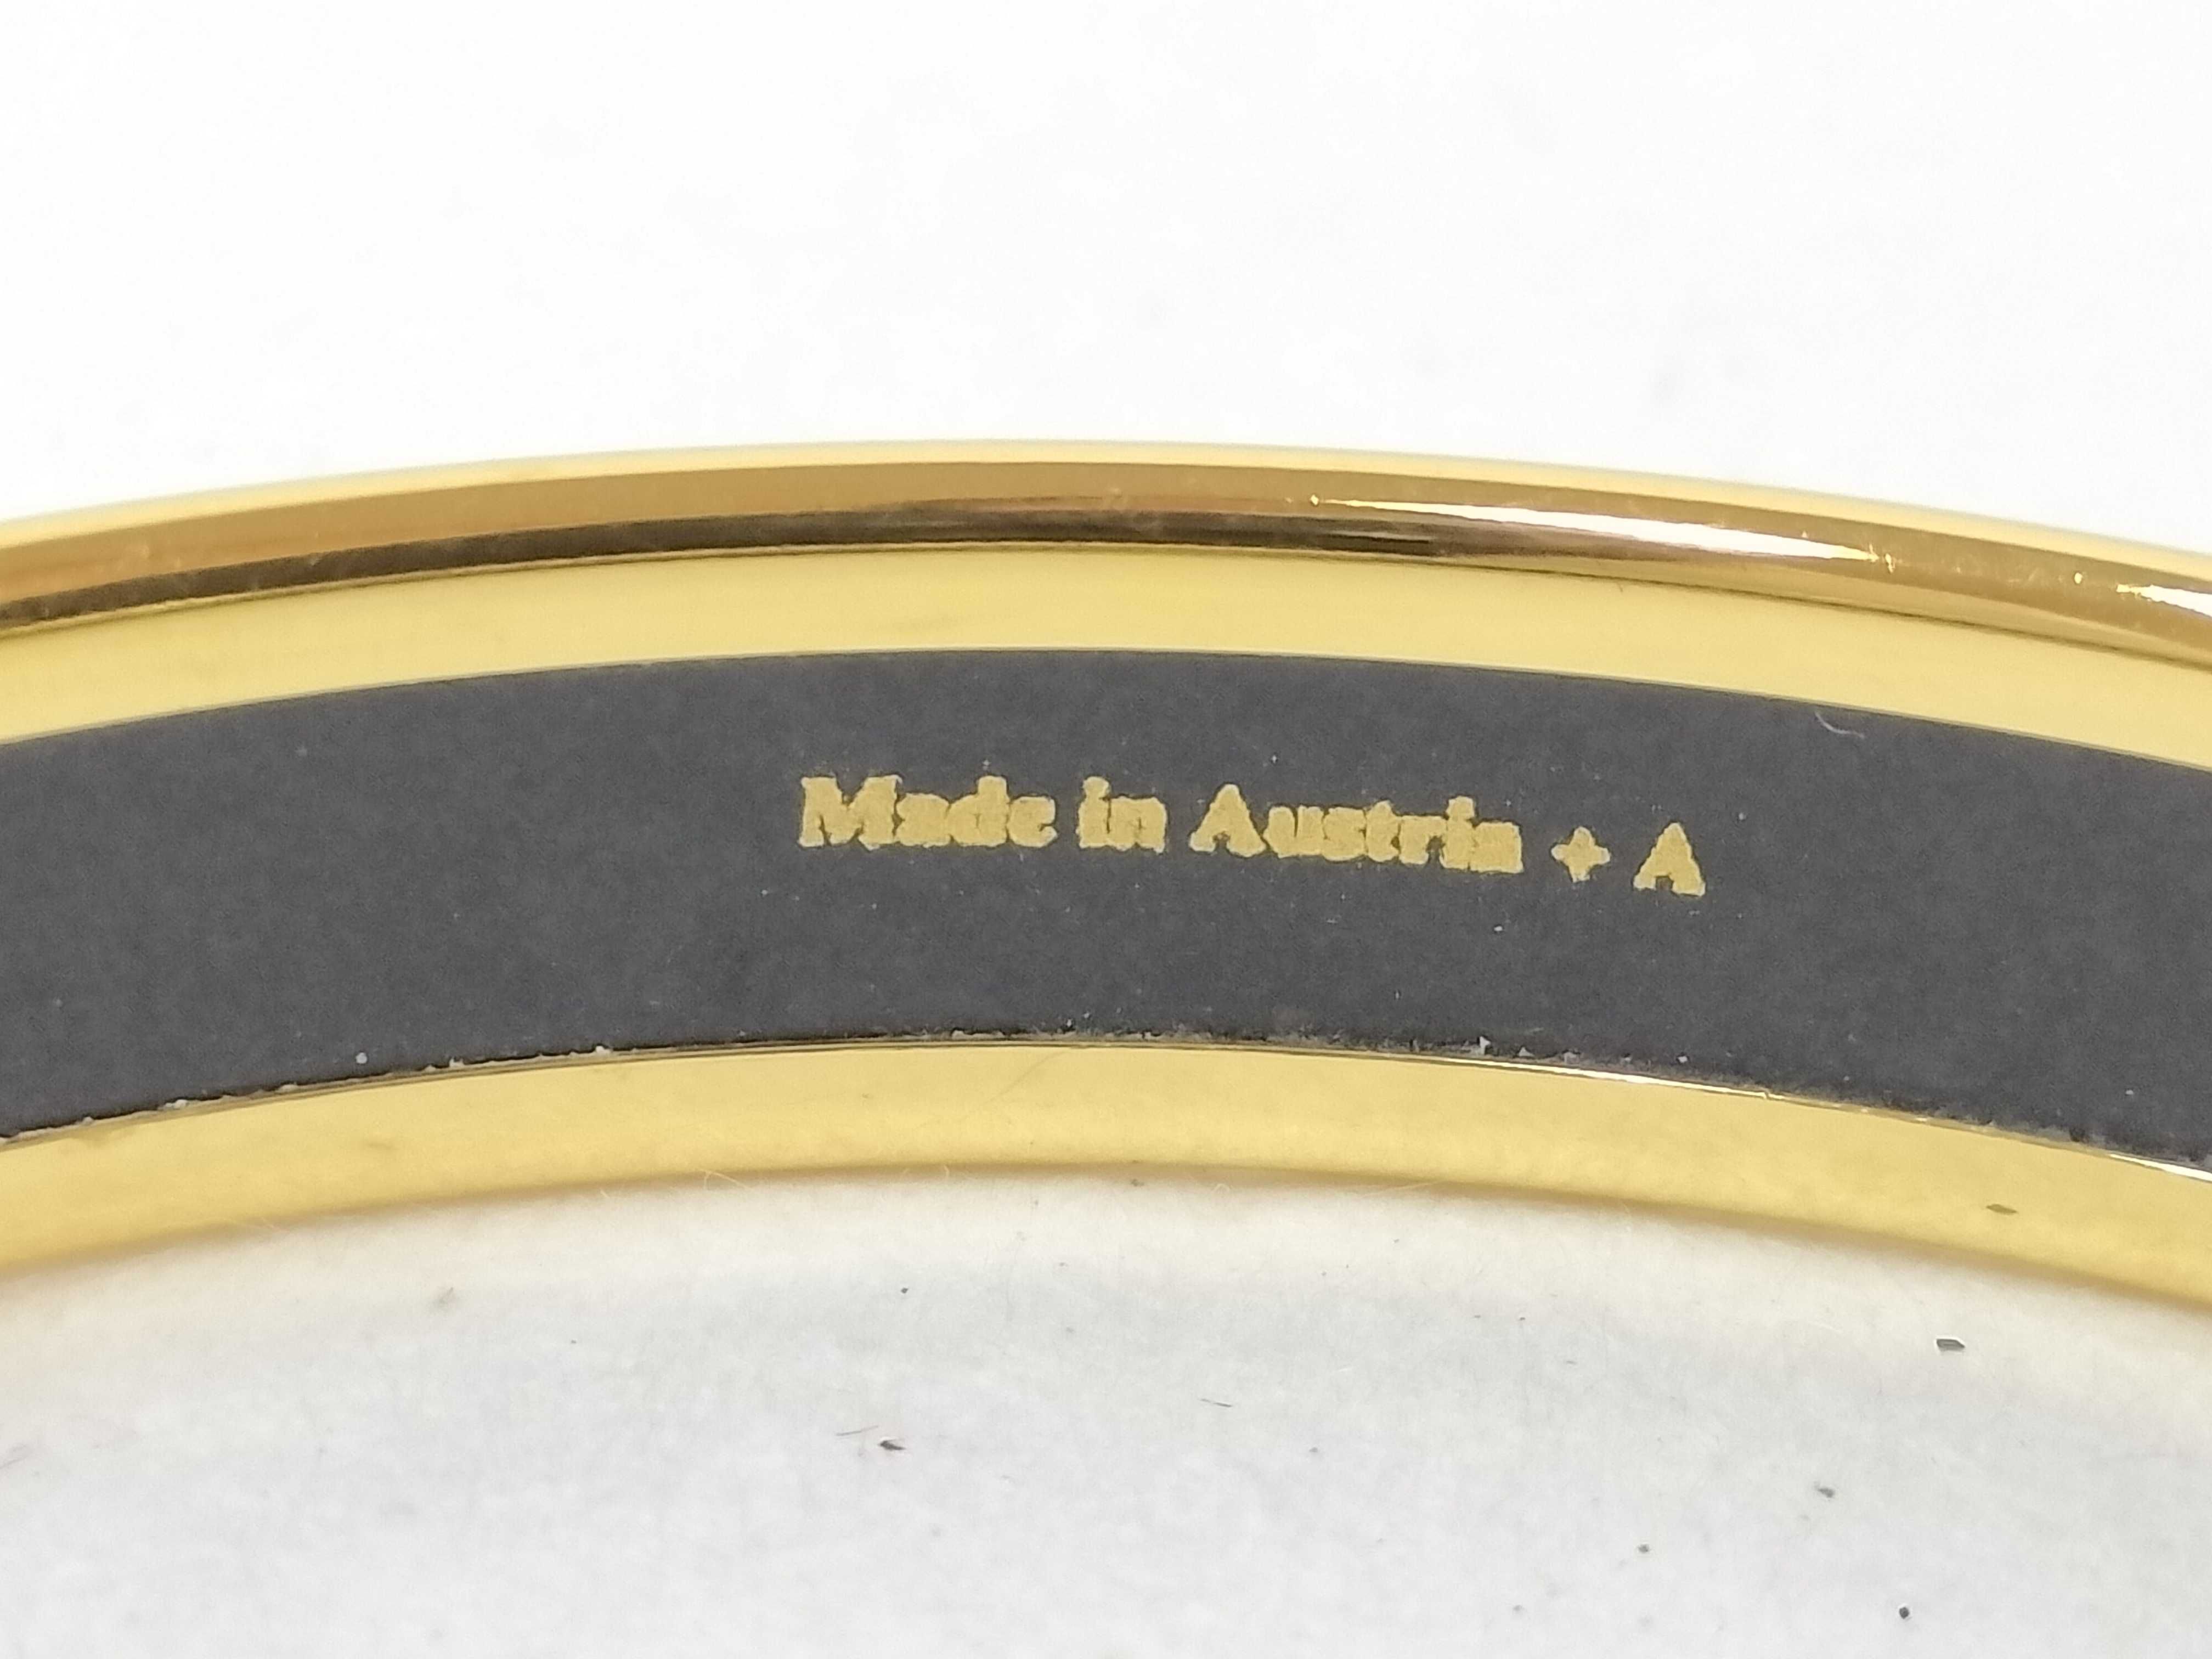 Made in Austria + A